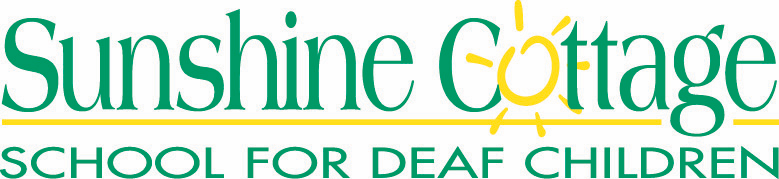 Sunshine Cottage
SCHOOL FOR DEAF CHILDREN